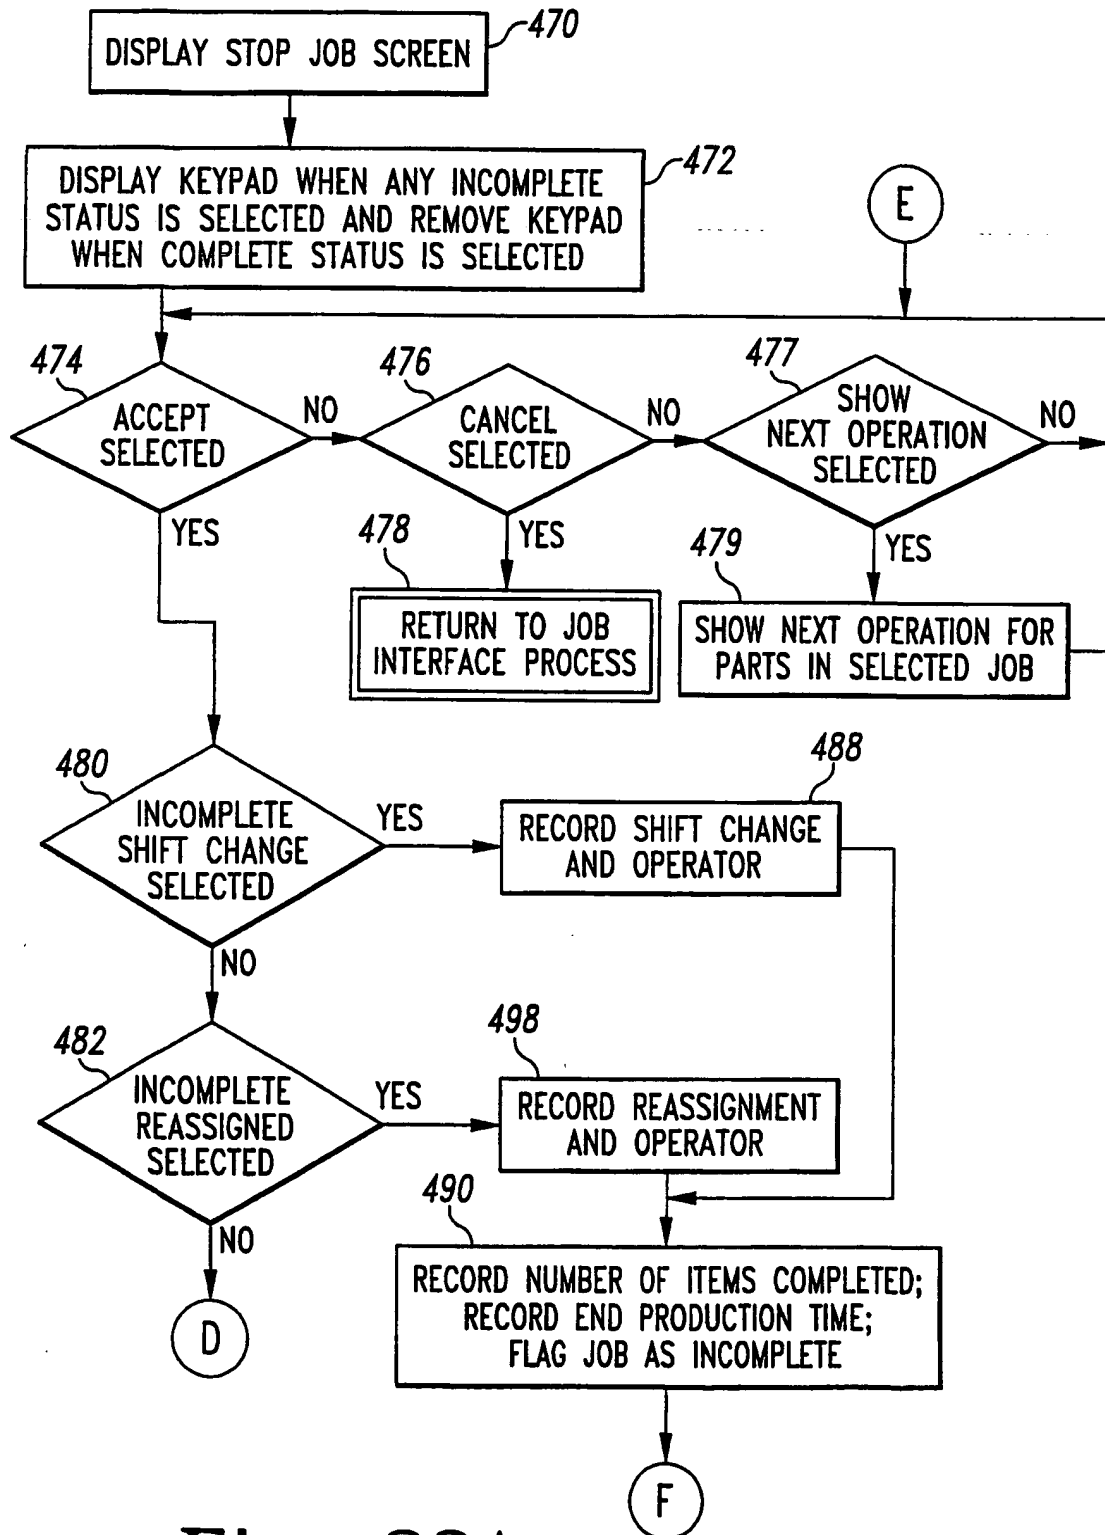 470
DISPLAY STOP JOB SCREEN
472
DISPLAY KEYPAD WHEN ANY INCOMPLETE
STATUS IS SELECTED AND REMOVE KEYPAD
WHEN COMPLETE STATUS IS SELECTED
E
474
ACCEPT
SELECTED
NO
YES
476
CANCEL
SELECTED
NO
YES
477
SHOW
NEXT OPERATION
SELECTED
NO
YES
478
RETURN TO JOB
INTERFACE PROCESS
479
SHOW NEXT OPERATION FOR
PARTS IN SELECTED JOB
480
INCOMPLETE
SHIFT CHANGE
SELECTED
YES
NO
488
RECORD SHIFT CHANGE
AND OPERATOR
482
INCOMPLETE
REASSIGNED
SELECTED
YES
NO
498
RECORD REASSIGNMENT
AND OPERATOR
490
RECORD NUMBER OF ITEMS COMPLETED;
RECORD END PRODUCTION TIME;
FLAG JOB AS INCOMPLETE
D
F